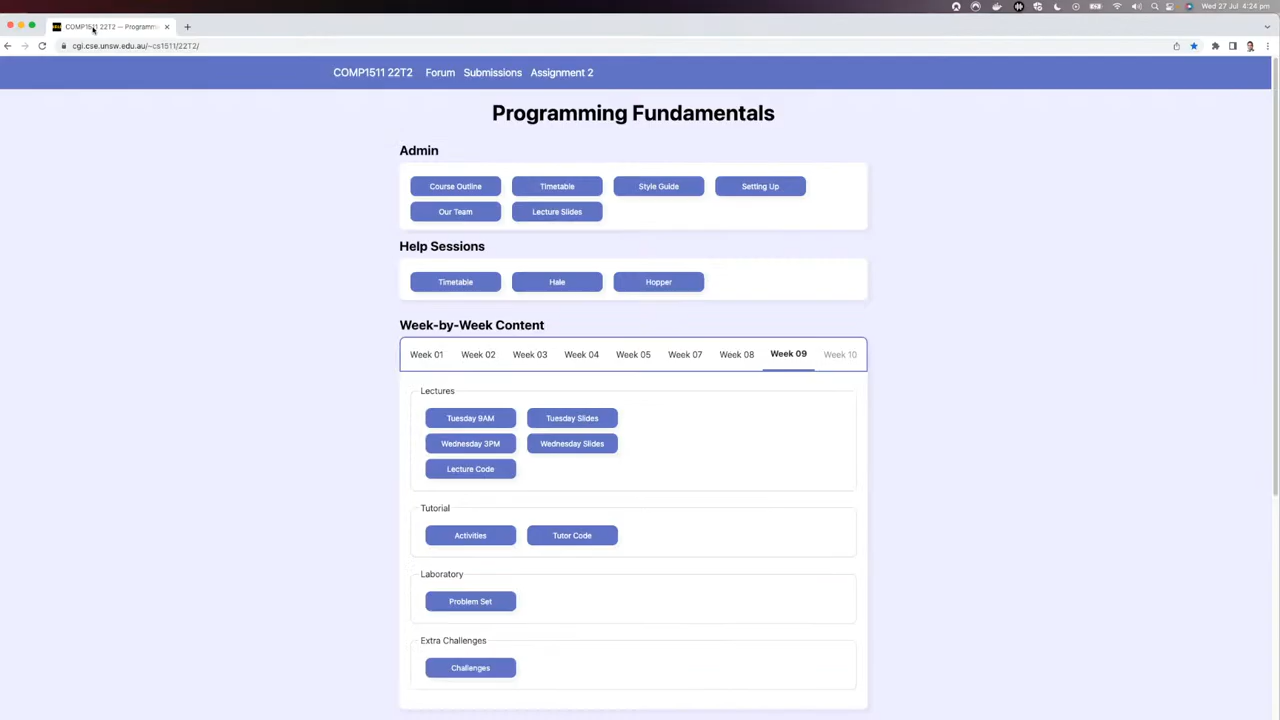 Wed 27 Jul 4:24 pm
COMP1511 22T2 — Programm
cgi.cse.unsw.edu.au/~cs1511/22T2/
COMP1511 22T2 Forum Submissions Assignment 2
Programming Fundamentals
Admin
Course Outline Timetable Style Guide Setting Up
Our Team Lecture Slides
Help Sessions
Timetable Hale Hopper
Week-by-Week Content
Week 01 Week 02 Week 03 Week 04 Week 05 Week 07 Week 08 Week 09 Week 10
Lectures
Tuesday 9AM Tuesday Slides
Wednesday 3PM Wednesday Slides
Lecture Code
Tutorial
Activities Tutor Code
Laboratory
Problem Set
Extra Challenges
Challenges